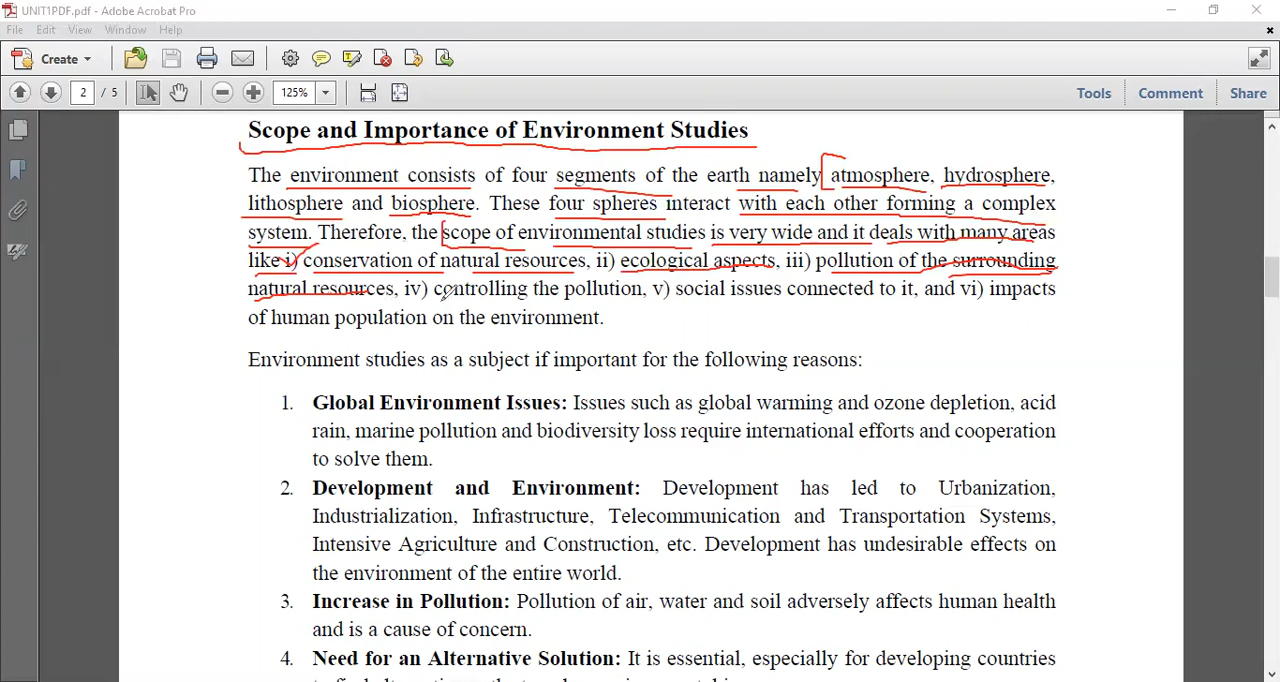 UNIT1PDF.pdf - Adobe Acrobat Pro
File Edit View Window Help
Create
2 / 5 125% Tools Comment Share
Scope and Importance of Environment Studies
The environment consists of four segments of the earth namely atmosphere, hydrosphere,
lithosphere and biosphere. These four spheres interact with each other forming a complex
system. Therefore, the scope of environmental studies is very wide and it deals with many areas
like i) conservation of natural resources, ii) ecological aspects, iii) pollution of the surrounding
natural resources, iv) controlling the pollution, v) social issues connected to it, and vi) impacts
of human population on the environment.
Environment studies as a subject if important for the following reasons:
1. Global Environment Issues: Issues such as global warming and ozone depletion, acid
rain, marine pollution and biodiversity loss require international efforts and cooperation
to solve them.
2. Development and Environment: Development has led to Urbanization,
Industrialization, Infrastructure, Telecommunication and Transportation Systems,
Intensive Agriculture and Construction, etc. Development has undesirable effects on
the environment of the entire world.
3. Increase in Pollution: Pollution of air, water and soil adversely affects human health
and is a cause of concern.
4. Need for an Alternative Solution: It is essential, especially for developing countries